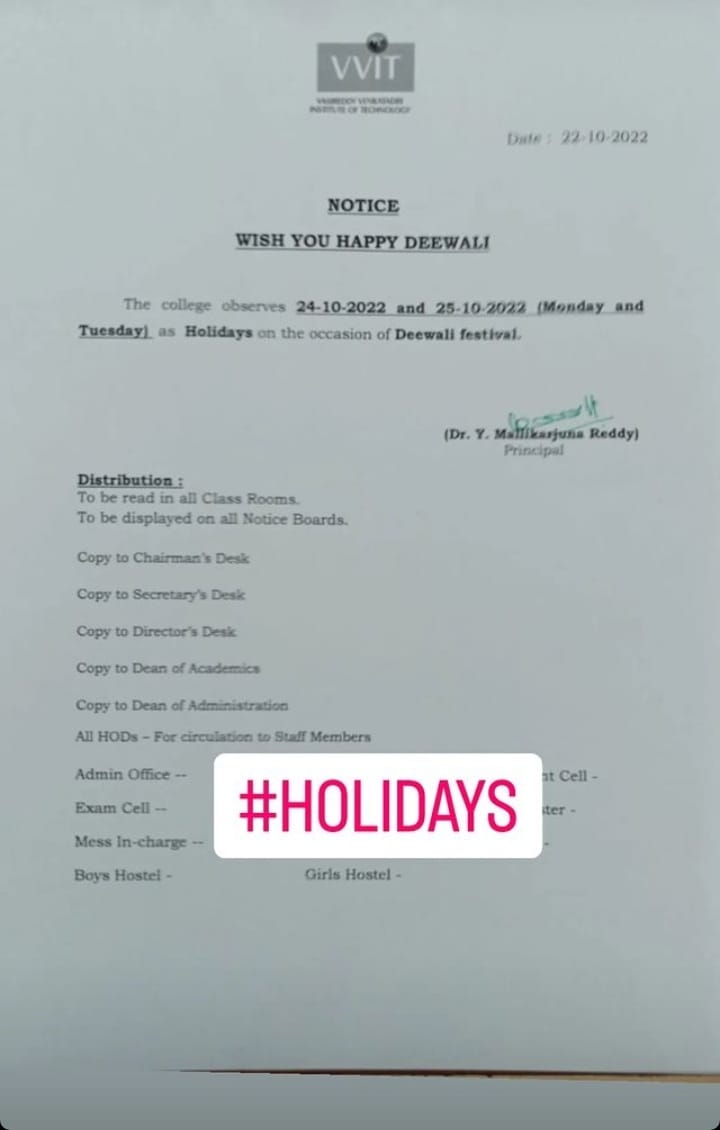 VVIT
VASIREDDY VENKATADRI
INSTITUTE OF TECHNOLOGY
Date : 22-10-2022
NOTICE
WISH YOU HAPPY DEEWALI
The college observes 24-10-2022 and 25-10-2022 (Monday and
Tuesday) as Holidays on the occasion of Deewali festival.
(Dr. Y. Mallikarjuna Reddy)
Principal
Distribution :
To be read in all Class Rooms.
To be displayed on all Notice Boards.
Copy to Chairman's Desk
Copy to Secretary's Desk
Copy to Director's Desk
Copy to Dean of Academics
Copy to Dean of Administration
All HODs – For circulation to Staff Members
Admin Office -- Cell -
Exam Cell --
Mess In-charge --
#HOLIDAYS
Boys Hostel - Girls Hostel -